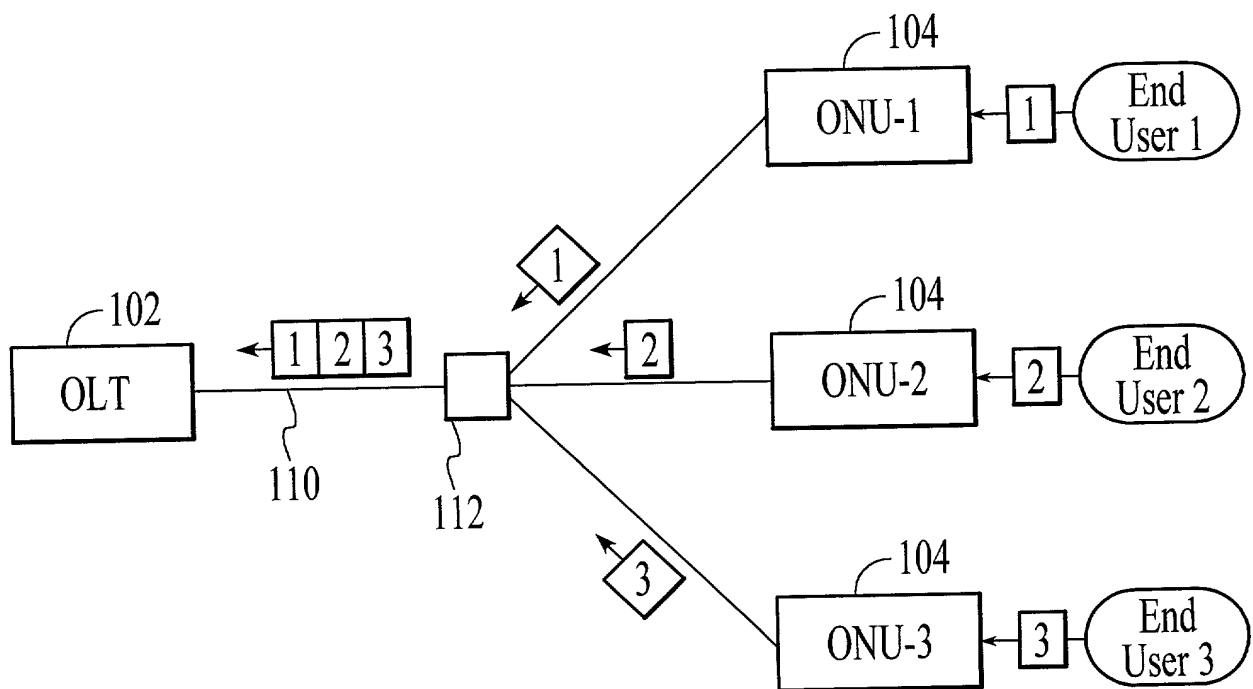 104
ONU-1
1
End
User 1
1
102
OLT
1 2 3
110
112
2
104
ONU-2
2
End
User 2
3
104
ONU-3
3
End
User 3